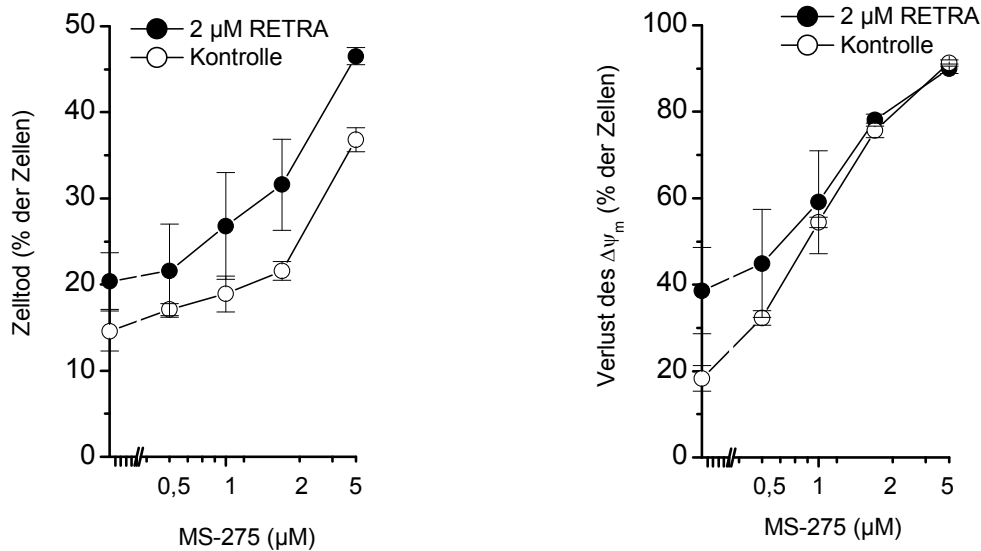 2 µM RETRA
Kontrolle
Zelltod (% der Zellen)
50
40
30
20
10
0
0,5 1 2 5
MS-275 (µM)
2 µM RETRA
Kontrolle
Verlust des Δψm (% der Zellen)
100
80
60
40
20
0
0,5 1 2 5
MS-275 (µM)